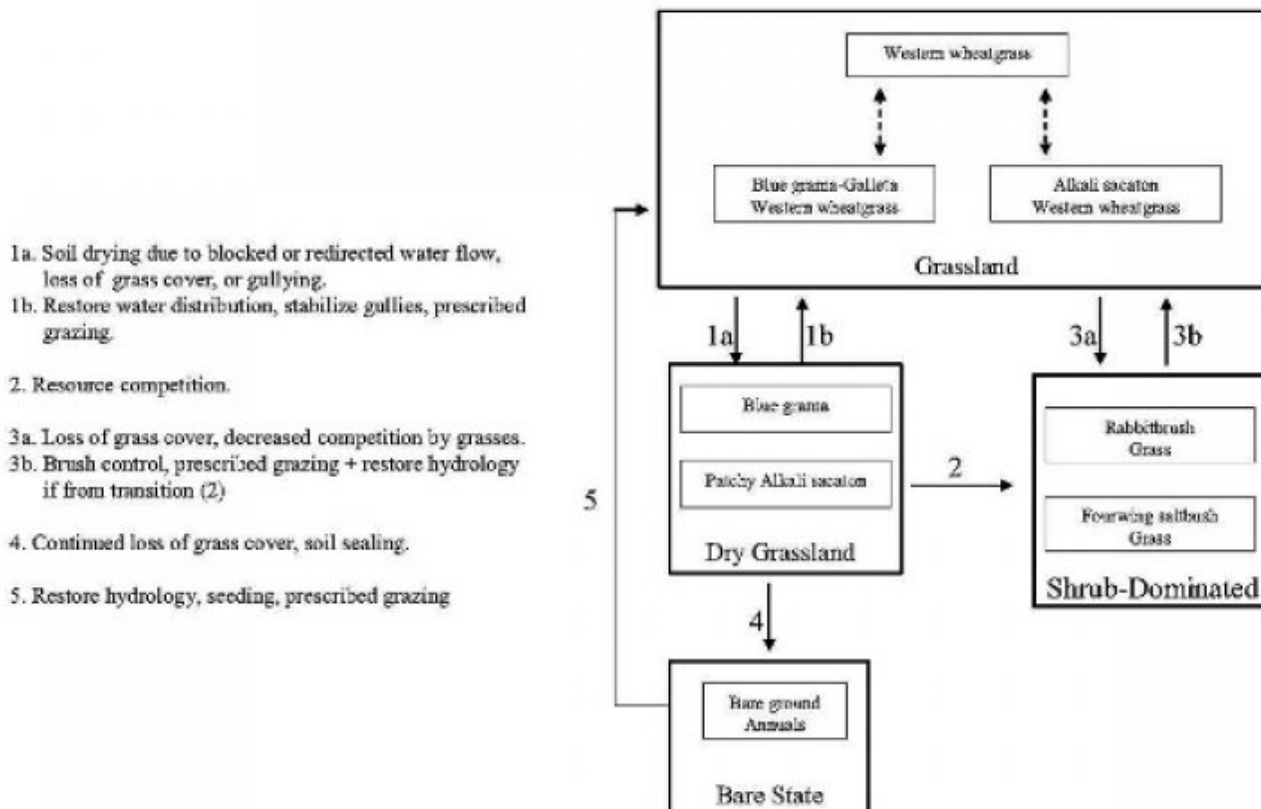 Western wheatgrass
Blue grama-Galleta
Western wheatgrass
Alkali sacaton
Western wheatgrass
Grassland
1a. Soil drying due to blocked or redirected water flow,
loss of grass cover, or gullying.
1b. Restore water distribution, stabilize gullies, prescribed
grazing.
2. Resource competition.
3a. Loss of grass cover, decreased competition by grasses.
3b. Brush control, prescribed grazing + restore hydrology
if from transition (2)
4. Continued loss of grass cover, soil sealing.
5. Restore hydrology, seeding, prescribed grazing
1a
1b
3a
3b
Blue grama
Patchy Alkali sacaton
Dry Grassland
2
Rabbitbrush
Grass
Fourwing saltbush
Grass
Shrub-Dominated
5
4
Bare ground
Annuals
Bare State